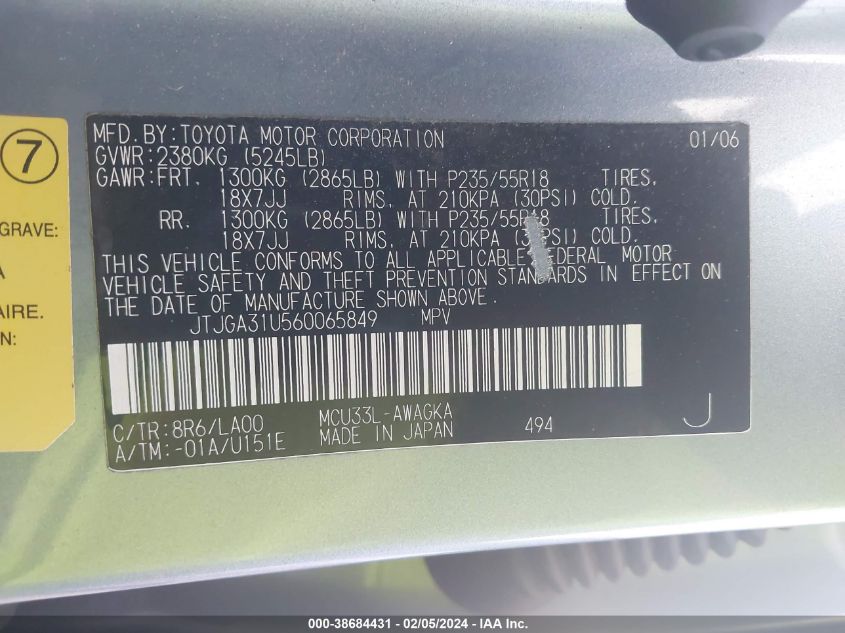 7
GRAVE:
A
AIRE.
N:
MFD. BY: TOYOTA MOTOR CORPORATION 01/06
GVWR: 2380KG (5245LB)
GAWR: FRT. 1300KG (2865LB) WITH P235/55R18 TIRES,
18X7JJ RIMS, AT 210KPA (30PSI) COLD.
RR. 1300KG (2865LB) WITH P235/55R18 TIRES,
18X7JJ RIMS, AT 210KPA (30PSI) COLD.
THIS VEHICLE CONFORMS TO ALL APPLICABLE FEDERAL MOTOR
VEHICLE SAFETY AND THEFT PREVENTION STANDARDS IN EFFECT ON
THE DATE OF MANUFACTURE SHOWN ABOVE.
JTJGA31U560065849 MPV
C/TR: 8R6/LA00 MCU33L-AWAGKA J
A/TM: -01A/U151E MADE IN JAPAN 494
000-38684431 - 02/05/2024 - IAA Inc.